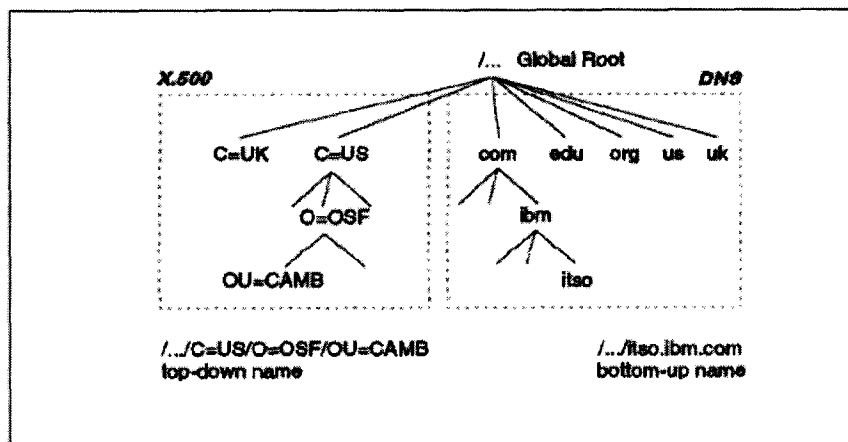 /... Global Root
X.500 DNS
C=UK C=US com edu org us uk
O=OSF ibm
OU=CAMB itso
/.../C=US/O=OSF/OU=CAMB /.../itso.ibm.com
top-down name bottom-up name